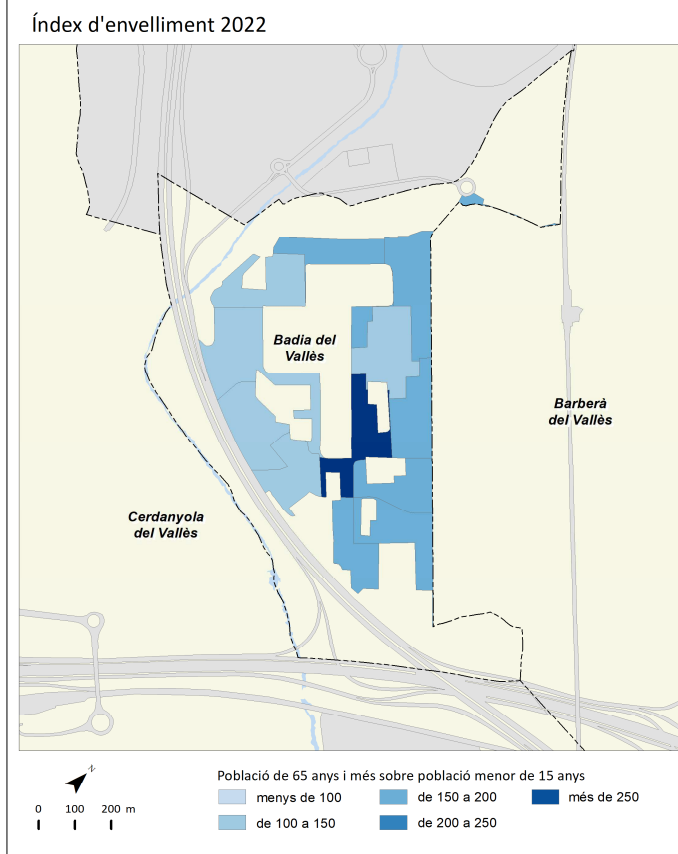 Índex d'envelliment 2022
Badia del
Vallès
Barberà
del Vallès
Cerdanyola
del Vallès
N
0 100 200 m
Població de 65 anys i més sobre població menor de 15 anys
menys de 100
de 150 a 200
més de 250
de 100 a 150
de 200 a 250